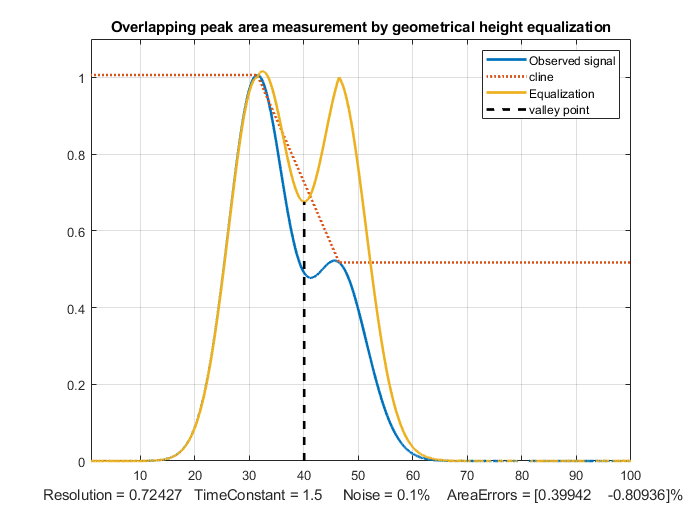 Overlapping peak area measurement by geometrical height equalization
Observed signal
cline
Equalization
valley point
1
0.8
0.6
0.4
0.2
0
10 20 30 40 50 60 70 80 90 100
Resolution = 0.72427 TimeConstant = 1.5 Noise = 0.1% AreaErrors = [0.39942 -0.80936]%